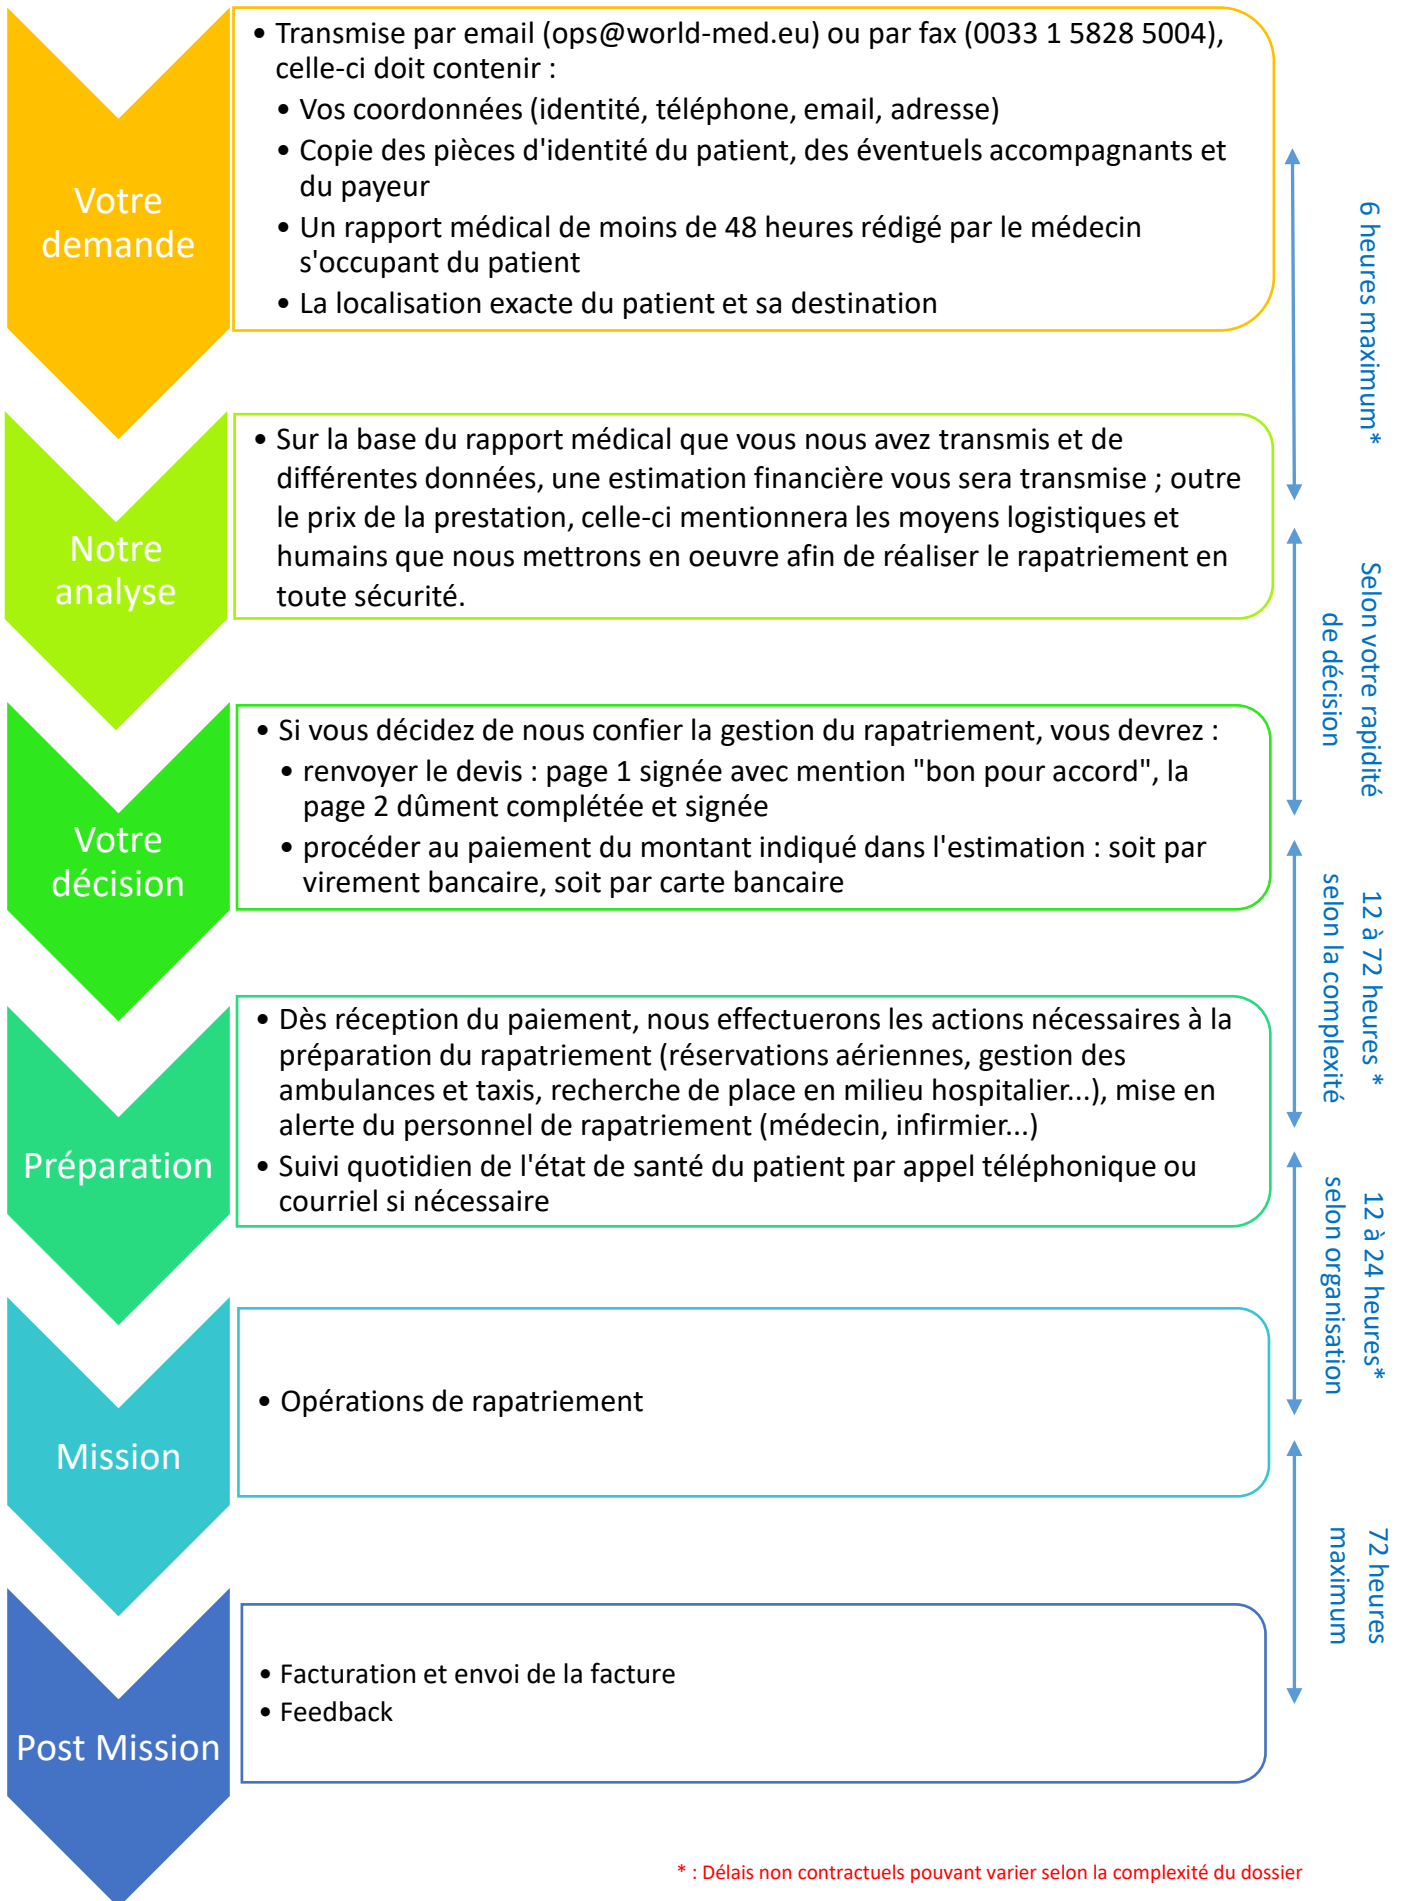 Votre
demande
• Transmise par email (ops@world-med.eu) ou par fax (0033 1 5828 5004),
celle-ci doit contenir :
• Vos coordonnées (identité, téléphone, email, adresse)
• Copie des pièces d'identité du patient, des éventuels accompagnants et
du payeur
• Un rapport médical de moins de 48 heures rédigé par le médecin
s'occupant du patient
• La localisation exacte du patient et sa destination
6 heures maximum*
Notre
analyse
• Sur la base du rapport médical que vous nous avez transmis et de
différentes données, une estimation financière vous sera transmise ; outre
le prix de la prestation, celle-ci mentionnera les moyens logistiques et
humains que nous mettrons en oeuvre afin de réaliser le rapatriement en
toute sécurité.
Selon votre rapidité
de décision
Votre
décision
• Si vous décidez de nous confier la gestion du rapatriement, vous devrez :
• renvoyer le devis : page 1 signée avec mention "bon pour accord", la
page 2 dûment complétée et signée
• procéder au paiement du montant indiqué dans l'estimation : soit par
virement bancaire, soit par carte bancaire
12 à 72 heures *
selon la complexité
Préparation
• Dès réception du paiement, nous effectuerons les actions nécessaires à la
préparation du rapatriement (réservations aériennes, gestion des
ambulances et taxis, recherche de place en milieu hospitalier...), mise en
alerte du personnel de rapatriement (médecin, infirmier...)
• Suivi quotidien de l'état de santé du patient par appel téléphonique ou
courriel si nécessaire
12 à 24 heures*
selon organisation
Mission
• Opérations de rapatriement
72 heures
maximum
Post Mission
• Facturation et envoi de la facture
• Feedback
* : Délais non contractuels pouvant varier selon la complexité du dossier